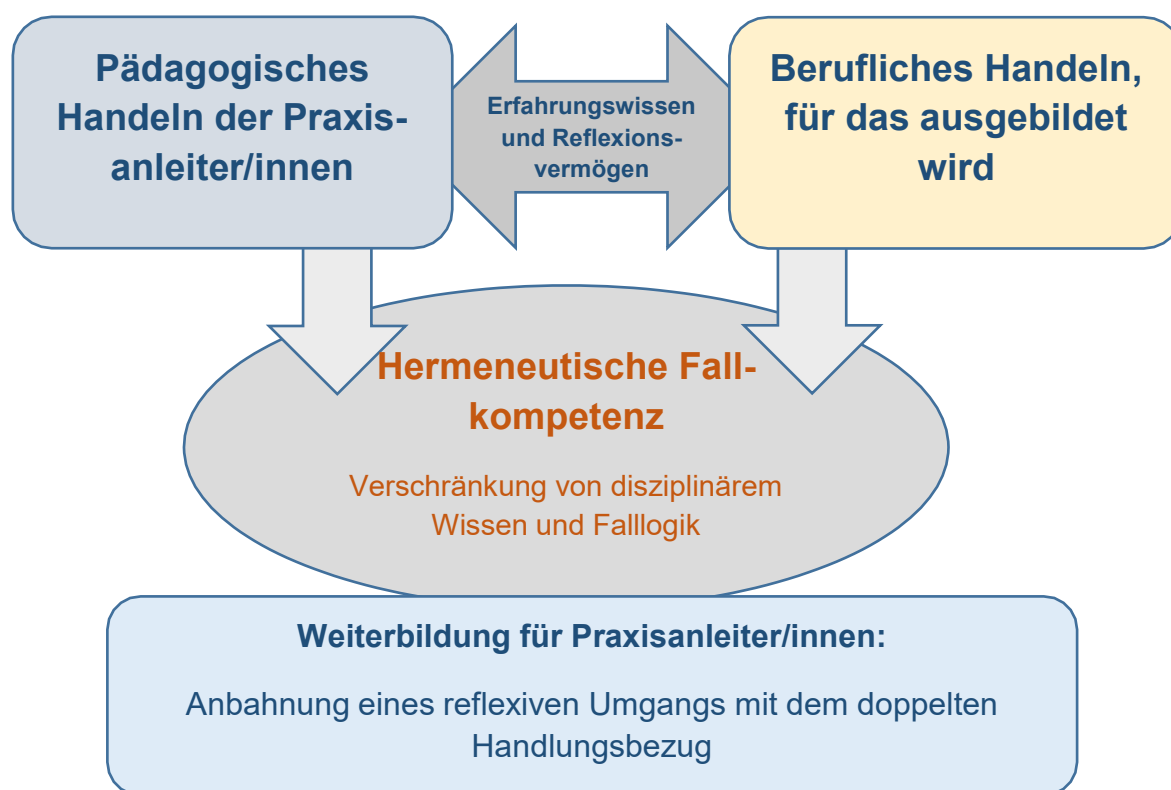 Pädagogisches
Handeln der Praxis-
anleiter/innen
Erfahrungswissen
und Reflexions-
vermögen
Berufliches Handeln,
für das ausgebildet
wird
Hermeneutische Fall-
kompetenz
Verschränkung von disziplinärem
Wissen und Falllogik
Weiterbildung für Praxisanleiter/innen:
Anbahnung eines reflexiven Umgangs mit dem doppelten
Handlungsbezug